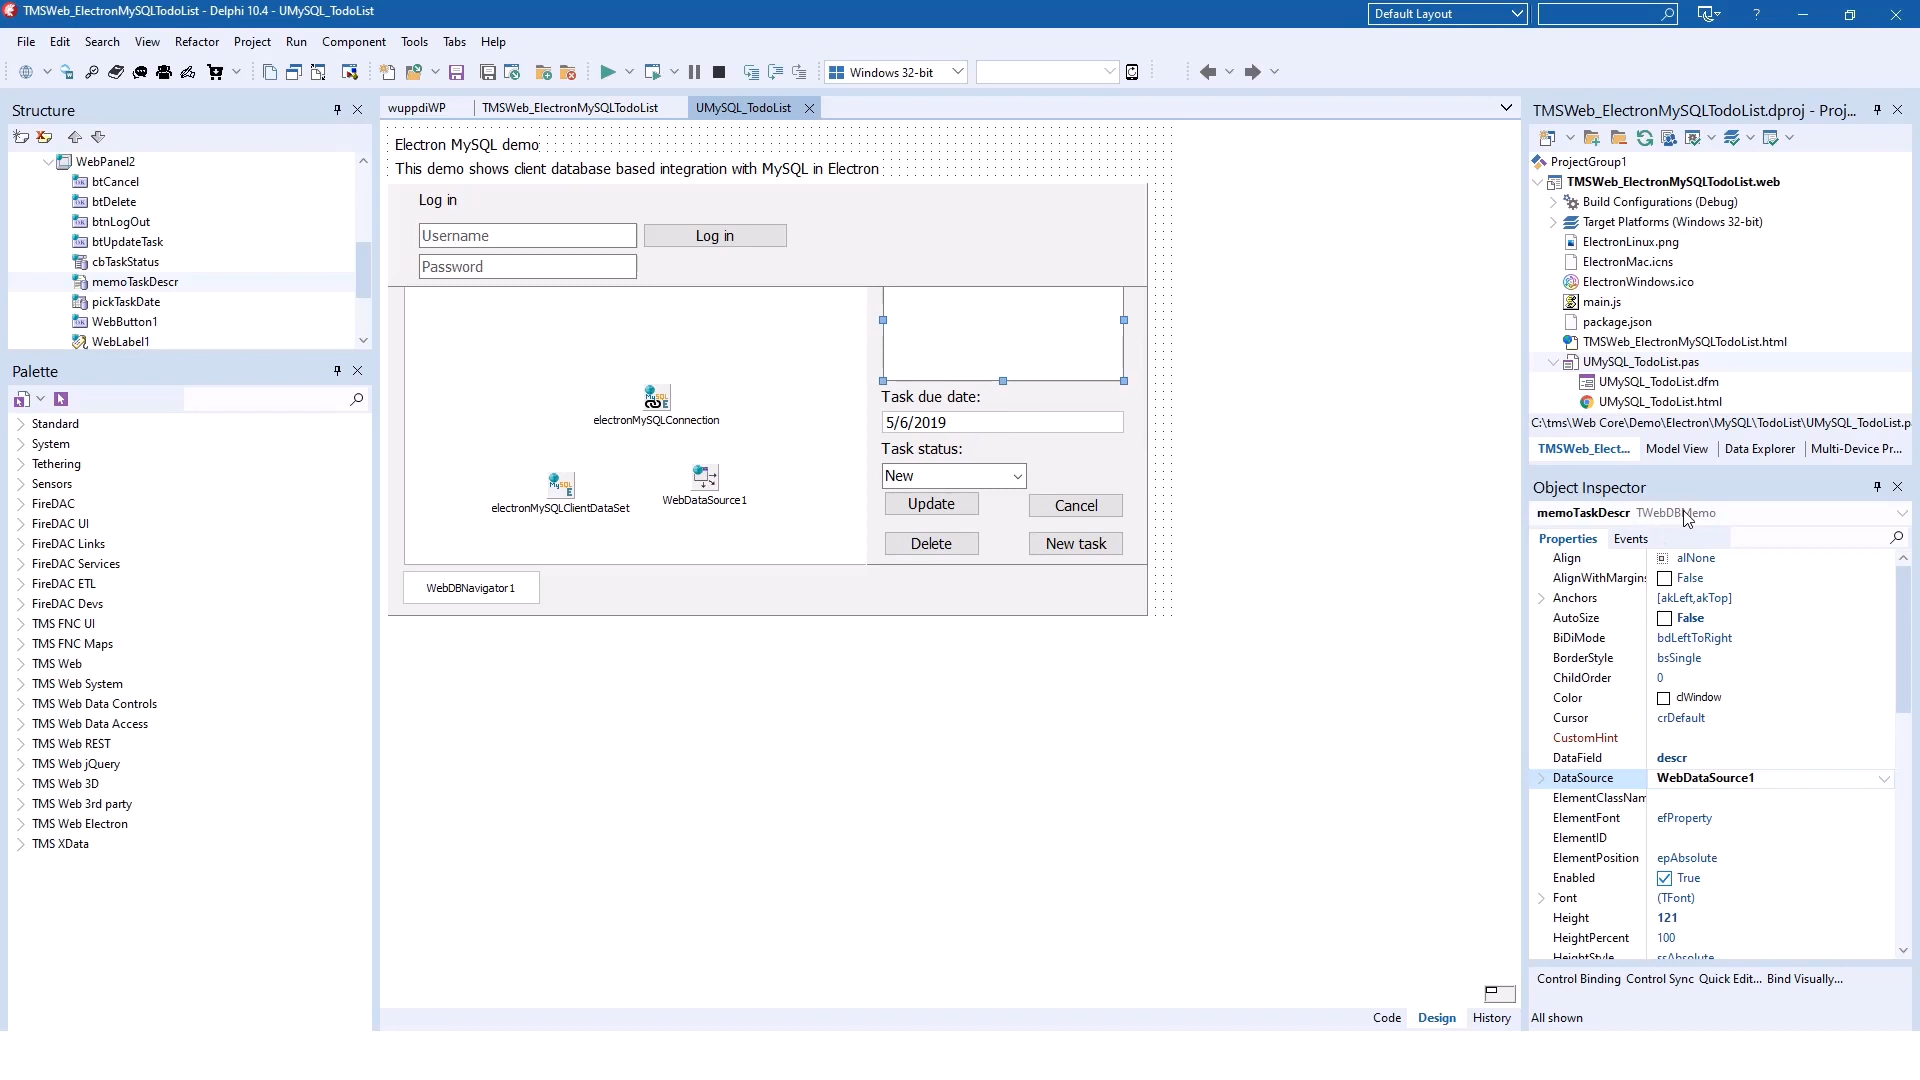 TMSWeb_ElectronMySQLTodoList - Delphi 10.4 - UMySQL_TodoList
Default Layout
?
File Edit Search View Refactor Project Run Component Tools Tabs Help
Windows 32-bit
Structure
WebPanel2
btCancel
btDelete
btnLogOut
btUpdateTask
cbTaskStatus
memoTaskDescr
pickTaskDate
WebButton1
WebLabel1
Palette
Standard
System
Tethering
Sensors
FireDAC
FireDAC UI
FireDAC Links
FireDAC Services
FireDAC ETL
FireDAC Devs
TMS FNC UI
TMS FNC Maps
TMS Web
TMS Web System
TMS Web Data Controls
TMS Web Data Access
TMS Web REST
TMS Web jQuery
TMS Web 3D
TMS Web 3rd party
TMS Web Electron
TMS XData
wuppdiWP TMSWeb_ElectronMySQLTodoList UMySQL_TodoList
Electron MySQL demo
This demo shows client database based integration with MySQL in Electron
Log in
Username
Log in
Password
electronMySQLConnection
electronMySQLClientDataSet
WebDataSource1
Task due date:
5/6/2019
Task status:
New
Update Cancel
Delete New task
WebDBNavigator1
Code Design History
TMSWeb_ElectronMySQLTodoList.dproj - Proj...
ProjectGroup1
TMSWeb_ElectronMySQLTodoList.web
Build Configurations (Debug)
Target Platforms (Windows 32-bit)
ElectronLinux.png
ElectronMac.icns
ElectronWindows.ico
main.js
package.json
TMSWeb_ElectronMySQLTodoList.html
UMySQL_TodoList.pas
UMySQL_TodoList.dfm
UMySQL_TodoList.html
C:\tms\Web Core\Demo\Electron\MySQL\TodoList\UMySQL_TodoList.p
TMSWeb_Elect... Model View Data Explorer Multi-Device Pr...
Object Inspector
memoTaskDescr TWebDBMemo
Properties Events
Align alNone
AlignWithMargins False
Anchors [akLeft,akTop]
AutoSize False
BiDiMode bdLeftToRight
BorderStyle bsSingle
ChildOrder 0
Color clWindow
Cursor crDefault
CustomHint
DataField descr
DataSource WebDataSource1
ElementClassNam
ElementFont efProperty
ElementID
ElementPosition epAbsolute
Enabled True
Font (TFont)
Height 121
HeightPercent 100
HeightStyle ssAbsolute
Control Binding Control Sync Quick Edit... Bind Visually...
All shown